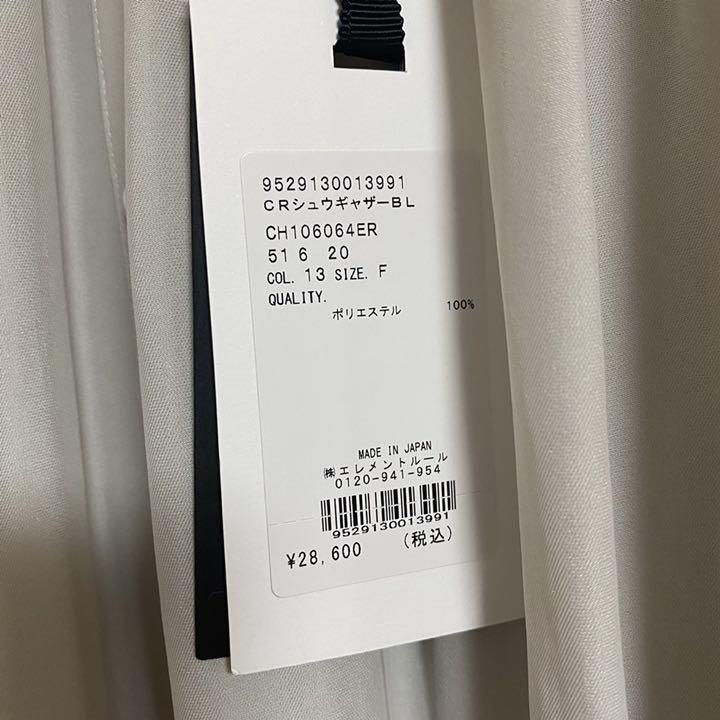 9529130013991
CRシュウギャザーBL
CH106064ER
51 6 20
COL. 13 SIZE. F
QUALITY.
ポリエステル 100%
MADE IN JAPAN
㈱エレメントルール
0120-941-954
9529130013991
¥28,600 (税込)